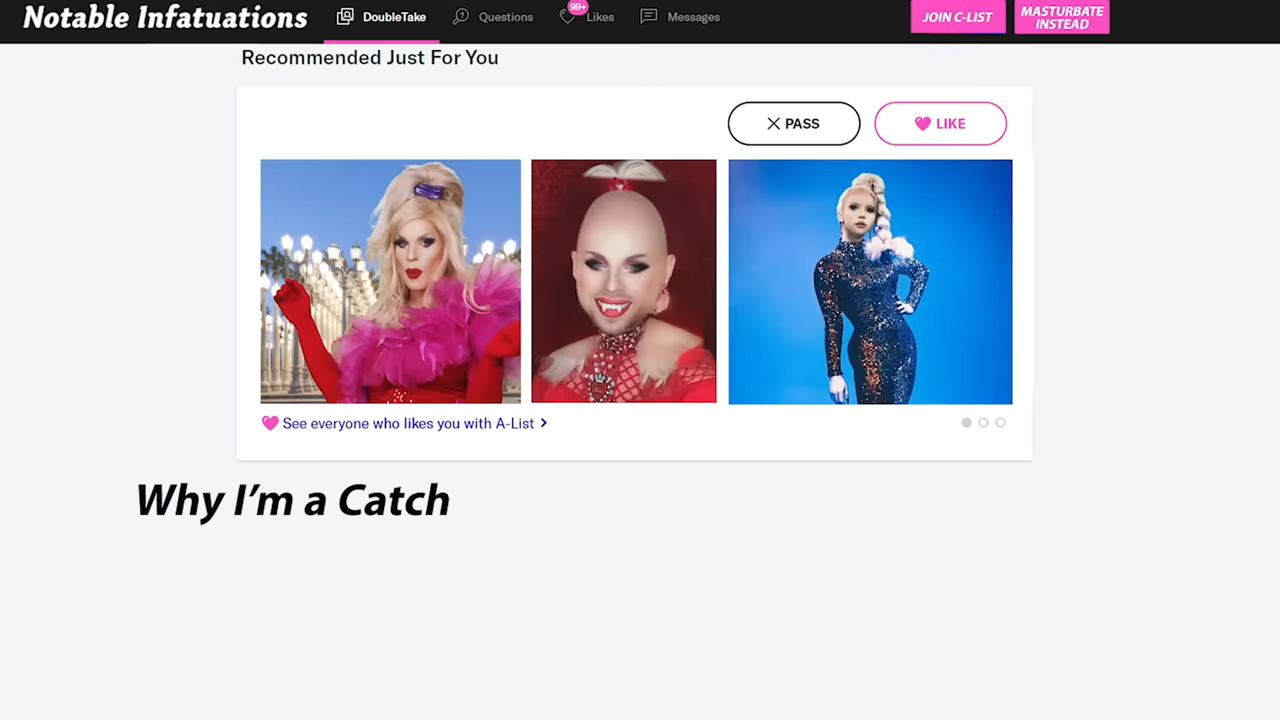 Notable Infatuations
DoubleTake
Questions
99+
Likes
Messages
JOIN C-LIST
MASTURBATE
INSTEAD
Recommended Just For You
PASS
LIKE
See everyone who likes you with A-List
Why I'm a Catch